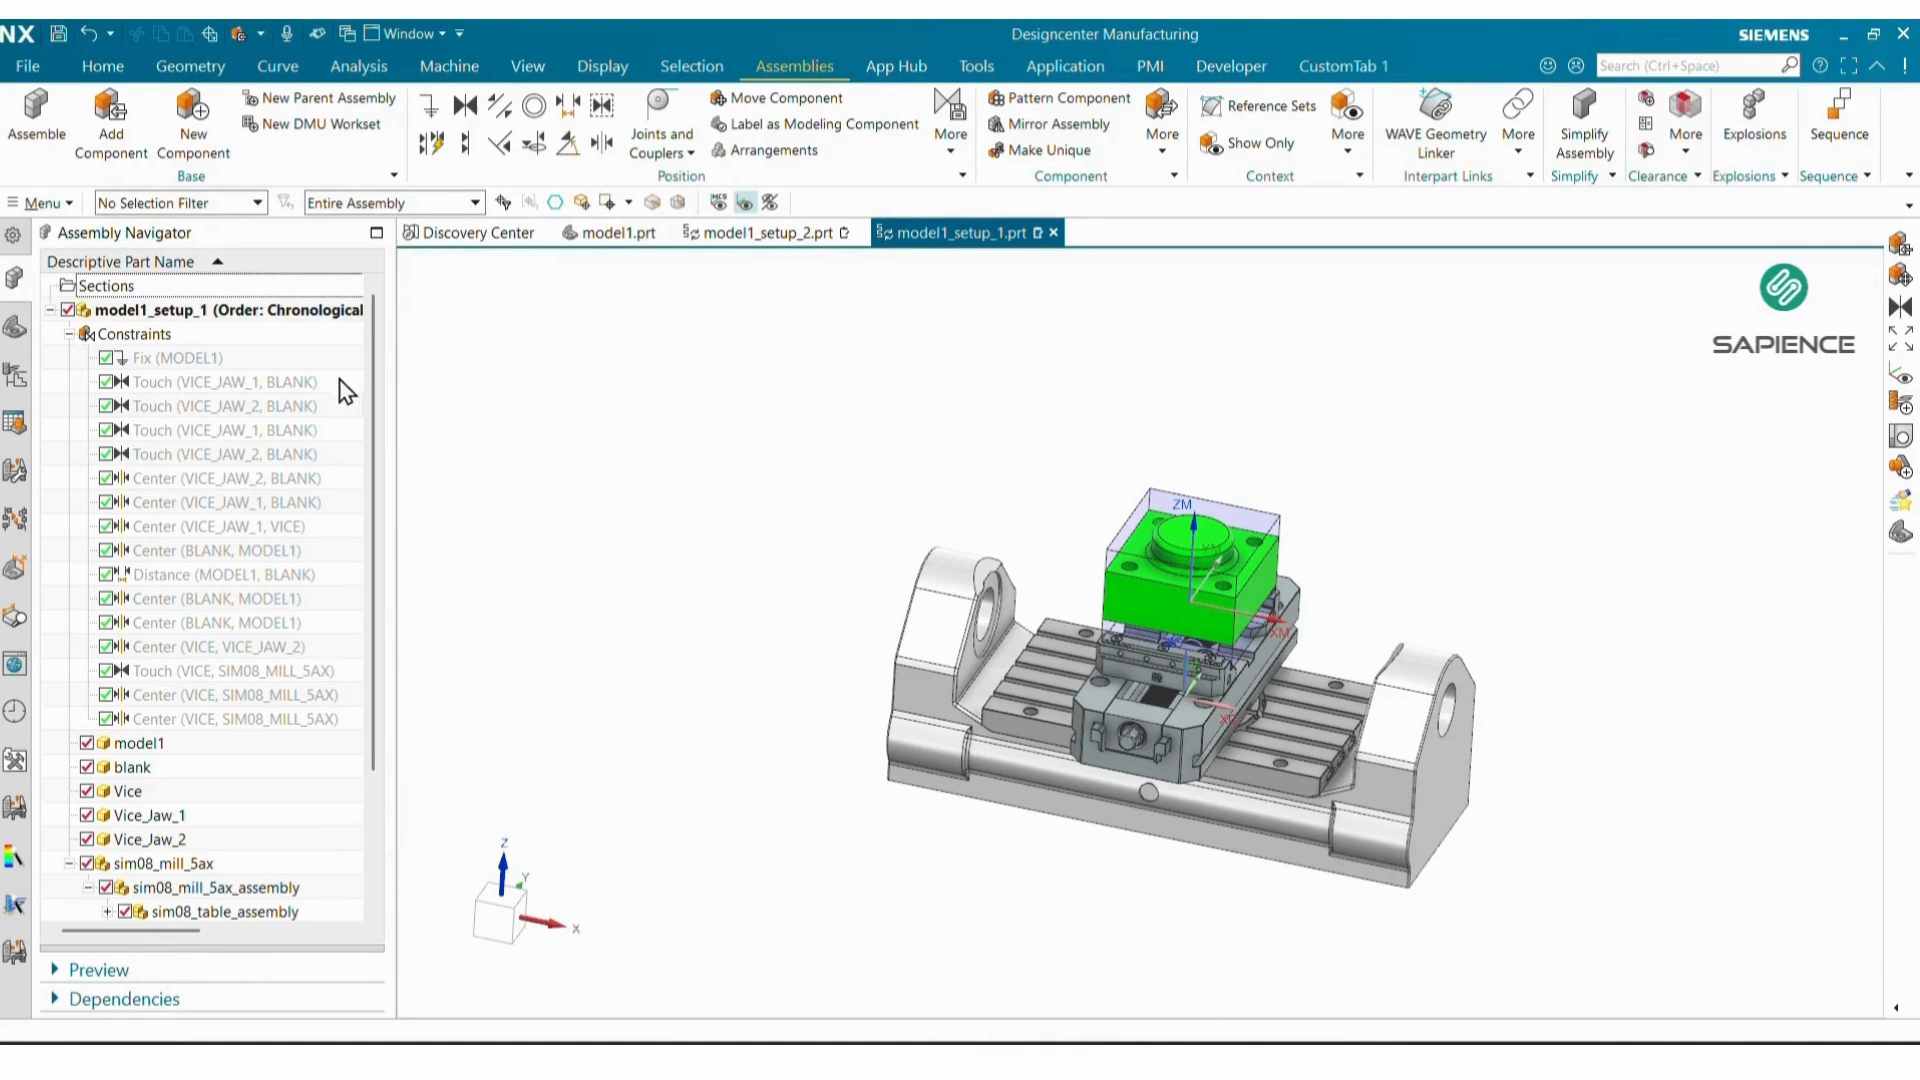 NX Window Designcenter Manufacturing SIEMENS
File Home Geometry Curve Analysis Machine View Display Selection Assemblies App Hub Tools Application PMI Developer CustomTab 1 Search (Ctrl+Space)
Assemble
Add Component
New Component
New Parent Assembly
New DMU Workset
Base
Joints and Couplers
Move Component
Label as Modeling Component
Arrangements
More
Position
Pattern Component
Mirror Assembly
Make Unique
More
Component
Reference Sets
Show Only
More
Context
WAVE Geometry Linker
More
Interpart Links
Simplify Assembly
Simplify
More
Clearance
Explosions
Explosions
Sequence
Sequence
Menu No Selection Filter Entire Assembly MCS
Assembly Navigator
Discovery Center model1.prt model1_setup_2.prt model1_setup_1.prt
Descriptive Part Name
Sections
model1_setup_1 (Order: Chronological
Constraints
Fix (MODEL1)
Touch (VICE_JAW_1, BLANK)
Touch (VICE_JAW_2, BLANK)
Touch (VICE_JAW_1, BLANK)
Touch (VICE_JAW_2, BLANK)
Center (VICE_JAW_2, BLANK)
Center (VICE_JAW_1, BLANK)
Center (VICE_JAW_1, VICE)
Center (BLANK, MODEL1)
Distance (MODEL1, BLANK)
Center (BLANK, MODEL1)
Center (BLANK, MODEL1)
Center (VICE, VICE_JAW_2)
Touch (VICE, SIM08_MILL_5AX)
Center (VICE, SIM08_MILL_5AX)
Center (VICE, SIM08_MILL_5AX)
model1
blank
Vice
Vice_Jaw_1
Vice_Jaw_2
sim08_mill_5ax
sim08_mill_5ax_assembly
sim08_table_assembly
Preview
Dependencies
SAPIENCE
ZM
YM
XM
Z
Y
X